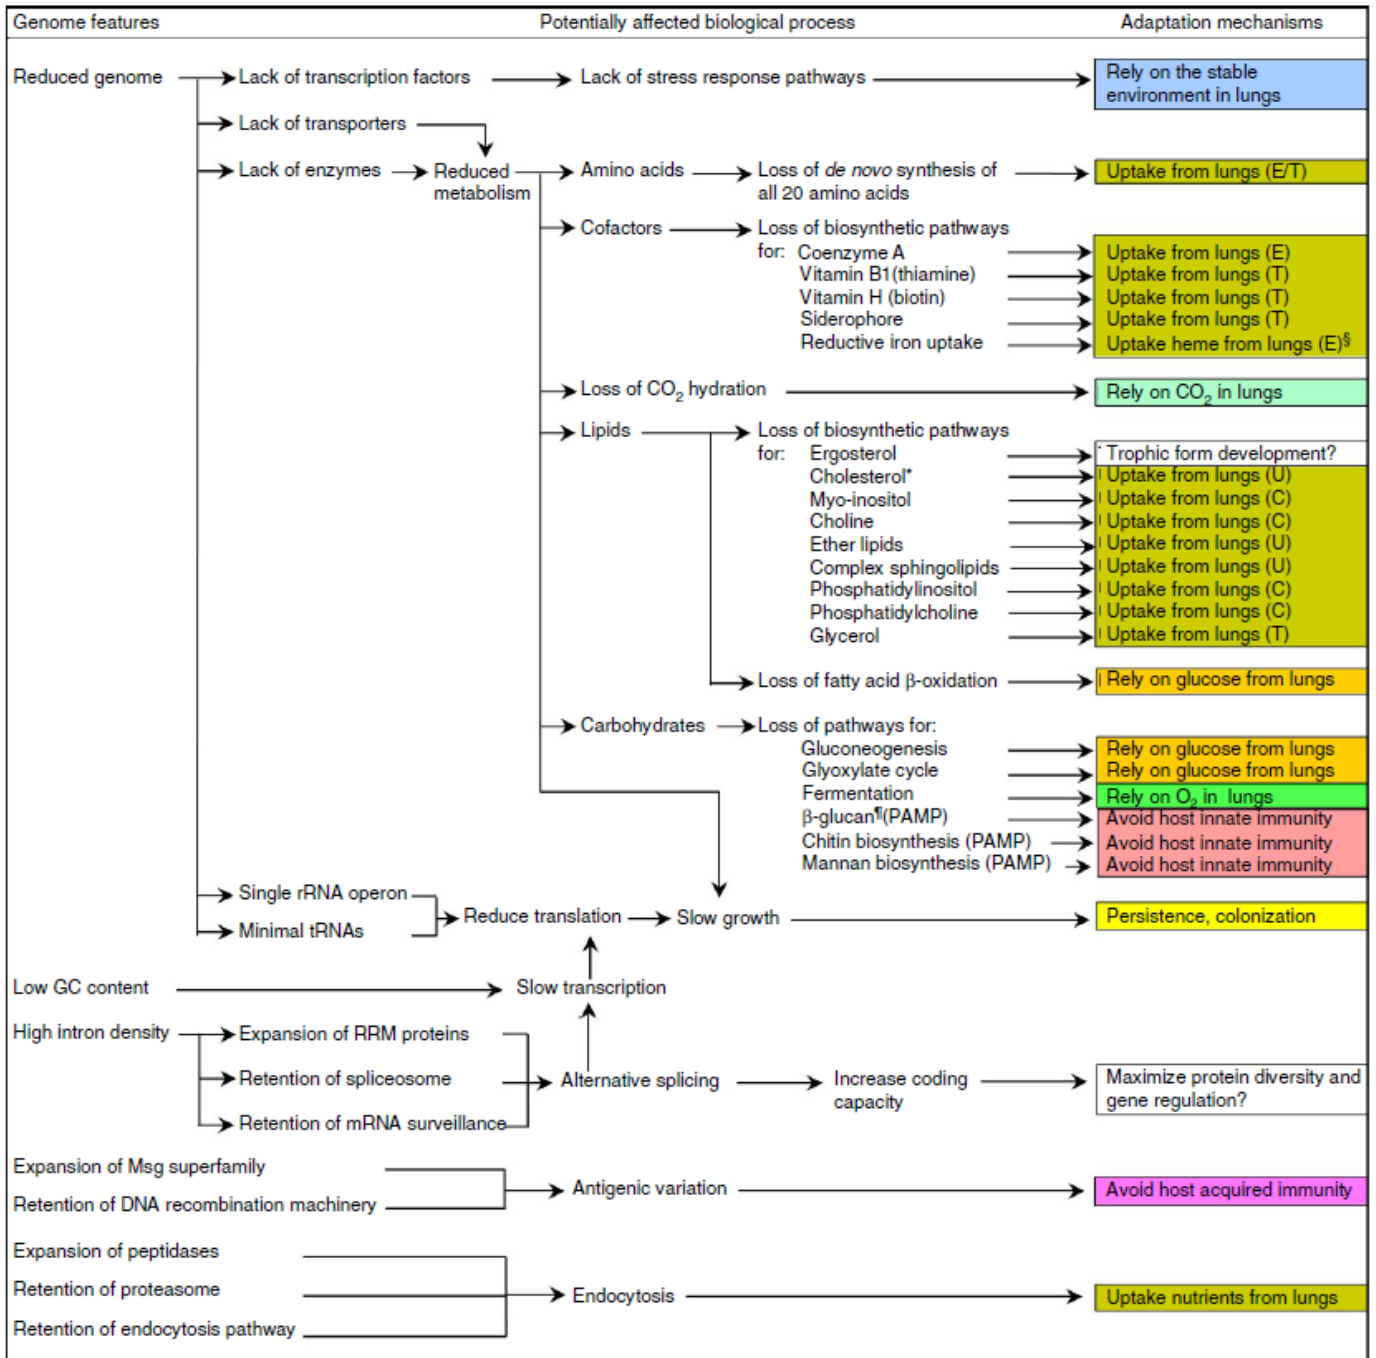 Genome features Potentially affected biological process Adaptation mechanisms
Reduced genome Lack of transcription factors Lack of stress response pathways Rely on the stable
environment in lungs
Lack of transporters
Lack of enzymes Reduced
metabolism Amino acids Loss of de novo synthesis of
all 20 amino acids Uptake from lungs (E/T)
Cofactors Loss of biosynthetic pathways
for: Coenzyme A Uptake from lungs (E)
Vitamin B1(thiamine) Uptake from lungs (T)
Vitamin H (biotin) Uptake from lungs (T)
Siderophore Uptake from lungs (T)
Reductive iron uptake Uptake heme from lungs (E)§
Loss of CO₂ hydration Rely on CO₂ in lungs
Lipids Loss of biosynthetic pathways
for: Ergosterol Trophic form development?
Cholesterol* Uptake from lungs (U)
Myo-inositol Uptake from lungs (C)
Choline Uptake from lungs (C)
Ether lipids Uptake from lungs (U)
Complex sphingolipids Uptake from lungs (U)
Phosphatidylinositol Uptake from lungs (C)
Phosphatidylcholine Uptake from lungs (C)
Glycerol Uptake from lungs (T)
Loss of fatty acid β-oxidation Rely on glucose from lungs
Carbohydrates Loss of pathways for:
Gluconeogenesis Rely on glucose from lungs
Glyoxylate cycle Rely on glucose from lungs
Fermentation Rely on O₂ in lungs
β-glucan¶(PAMP) Avoid host innate immunity
Chitin biosynthesis (PAMP) Avoid host innate immunity
Mannan biosynthesis (PAMP) Avoid host innate immunity
Single rRNA operon
Minimal tRNAs Reduce translation Slow growth Persistence, colonization
Low GC content Slow transcription
High intron density Expansion of RRM proteins
Retention of spliceosome Alternative splicing Increase coding
capacity Maximize protein diversity and
gene regulation?
Retention of mRNA surveillance
Expansion of Msg superfamily
Retention of DNA recombination machinery Antigenic variation Avoid host acquired immunity
Expansion of peptidases
Retention of proteasome Endocytosis Uptake nutrients from lungs
Retention of endocytosis pathway